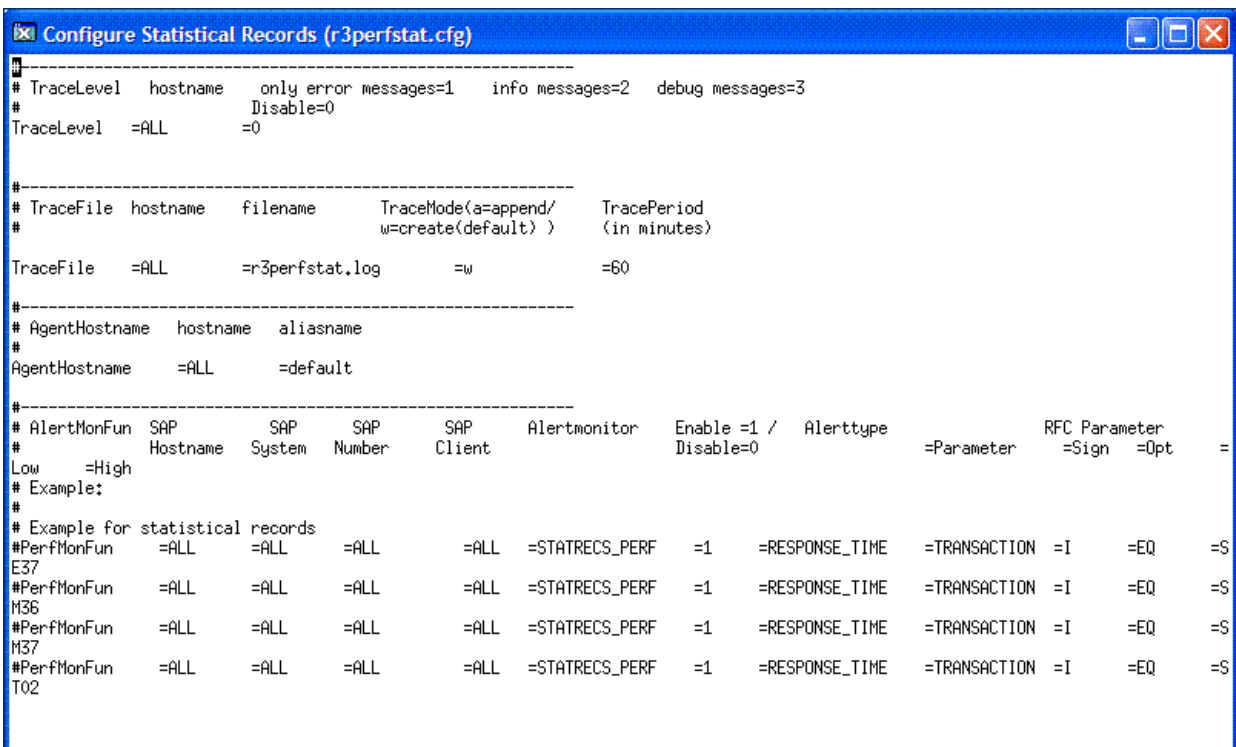 Configure Statistical Records (r3perfstat.cfg)
#------------------------------------------------------------
# TraceLevel   hostname    only error messages=1    info messages=2   debug messages=3
#                         Disable=0
TraceLevel   =ALL        =0
#------------------------------------------------------------
# TraceFile  hostname    filename       TraceMode(a=append/     TracePeriod
#                                       w=create(default) )     (in minutes)
TraceFile    =ALL        =r3perfstat.log        =w              =60
#------------------------------------------------------------
# AgentHostname   hostname   aliasname
#
AgentHostname     =ALL       =default
#------------------------------------------------------------
# AlertMonFun  SAP          SAP      SAP       SAP      Alertmonitor    Enable =1 /   Alerttype                    RFC Parameter
#              Hostname   System   Number     Client                    Disable=0                  =Parameter     =Sign   =Opt     =
Low     =High
# Example:
#
# Example for statistical records
#PerfMonFun     =ALL      =ALL      =ALL         =ALL   =STATRECS_PERF    =1     =RESPONSE_TIME    =TRANSACTION  =I      =EQ      =S
E37
#PerfMonFun     =ALL      =ALL      =ALL         =ALL   =STATRECS_PERF    =1     =RESPONSE_TIME    =TRANSACTION  =I      =EQ      =S
M36
#PerfMonFun     =ALL      =ALL      =ALL         =ALL   =STATRECS_PERF    =1     =RESPONSE_TIME    =TRANSACTION  =I      =EQ      =S
M37
#PerfMonFun     =ALL      =ALL      =ALL         =ALL   =STATRECS_PERF    =1     =RESPONSE_TIME    =TRANSACTION  =I      =EQ      =S
T02